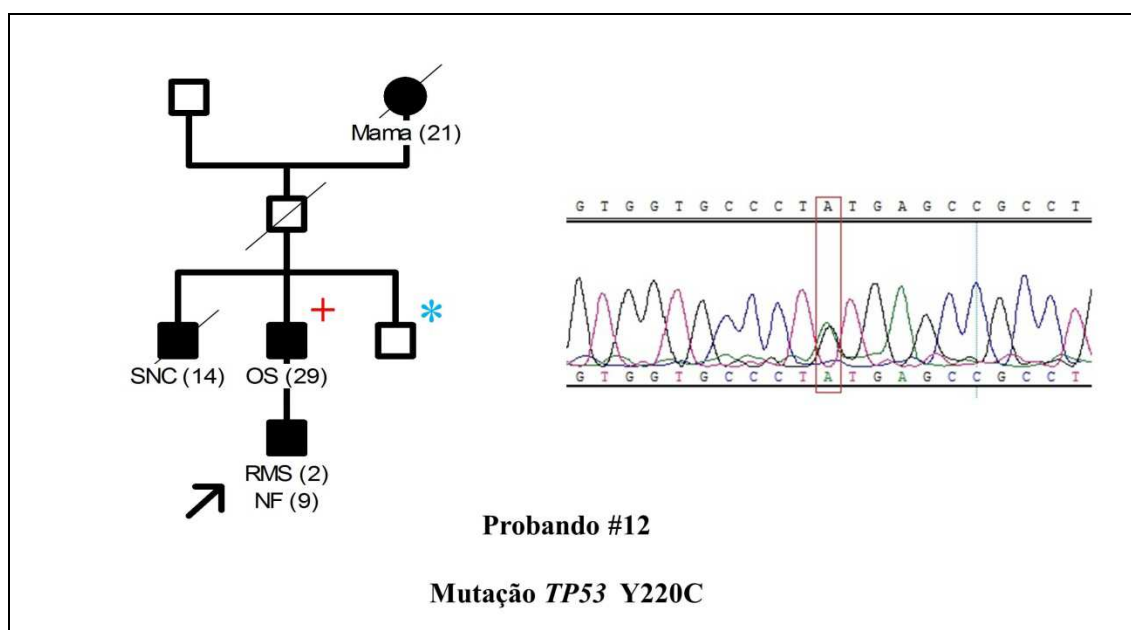 Mama (21)
+
*
SNC (14)
OS (29)
RMS (2)
NF (9)
G T G G T G C C C T A T G A G C C G C C T
G T G G T G C C C T A T G A G C C G C C T
Probando #12
Mutação TP53 Y220C